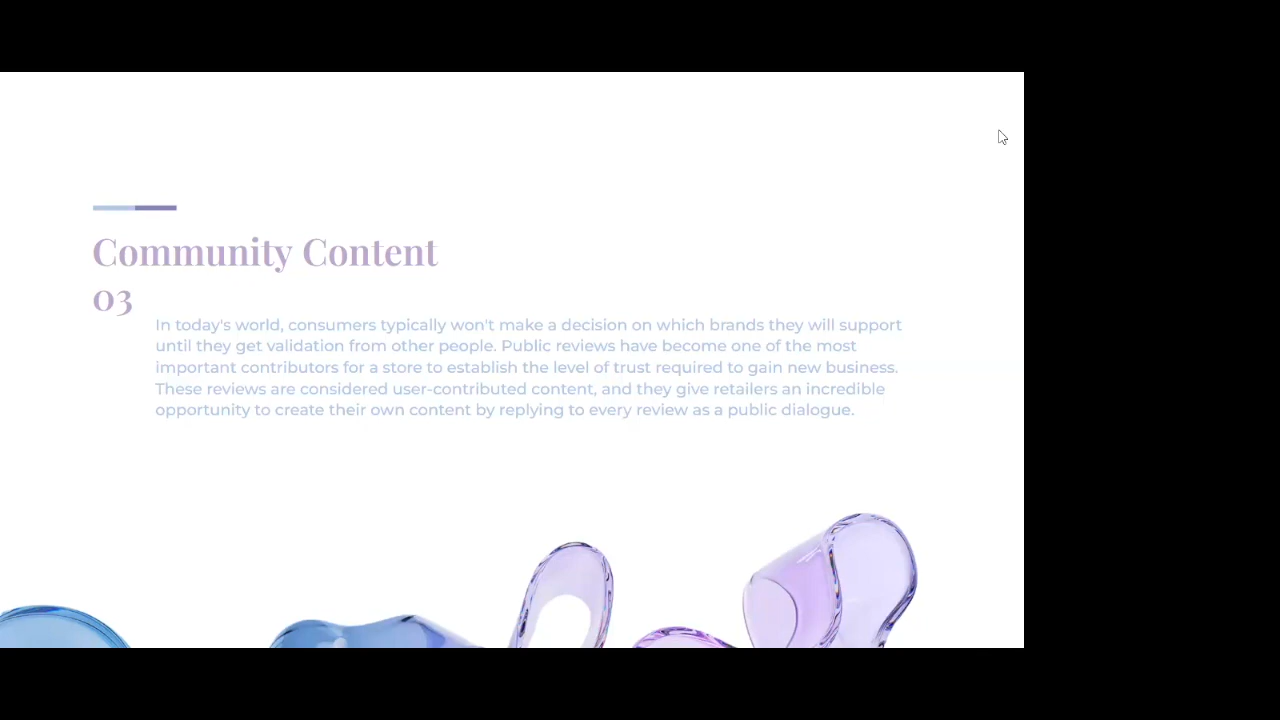 Community Content
03
In today's world, consumers typically won't make a decision on which brands they will support
until they get validation from other people. Public reviews have become one of the most
important contributors for a store to establish the level of trust required to gain new business.
These reviews are considered user-contributed content, and they give retailers an incredible
opportunity to create their own content by replying to every review as a public dialogue.